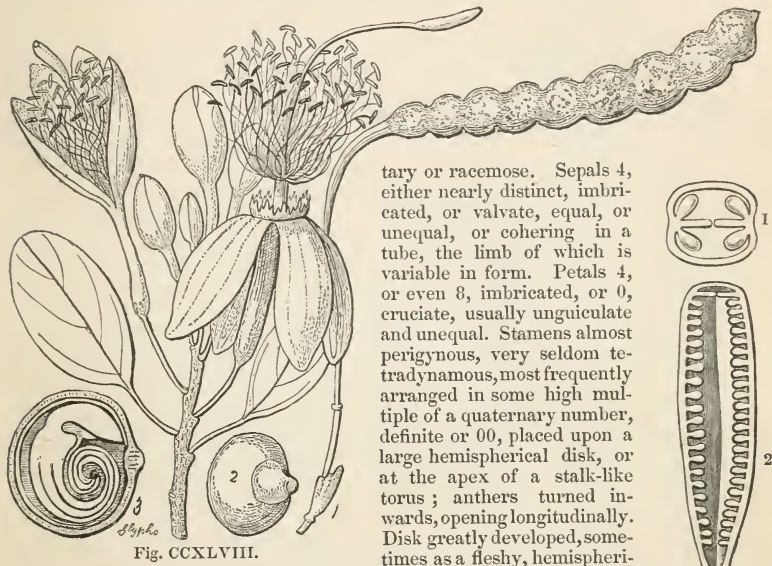 tary or racemose. Sepals 4,
either nearly distinct, imbri-
cated, or valvate, equal, or
unequal, or cohering in a
tube, the limb of which is
variable in form. Petals 4,
or even 8, imbricated, or 0,
cruciate, usually unguiculate
and unequal. Stamens almost
perigynous, very seldom te-
tradynamous, most frequently
arranged in some high mul-
tiple of a quaternary number,
definite or 00, placed upon a
large hemispherical disk, or
at the apex of a stalk-like
torus ; anthers turned in-
wards, opening longitudinally.
Disk greatly developed, some-
times as a fleshy, hemispheri-
1
2
3
2
1
Glypho
Fig. CCXLVIII.